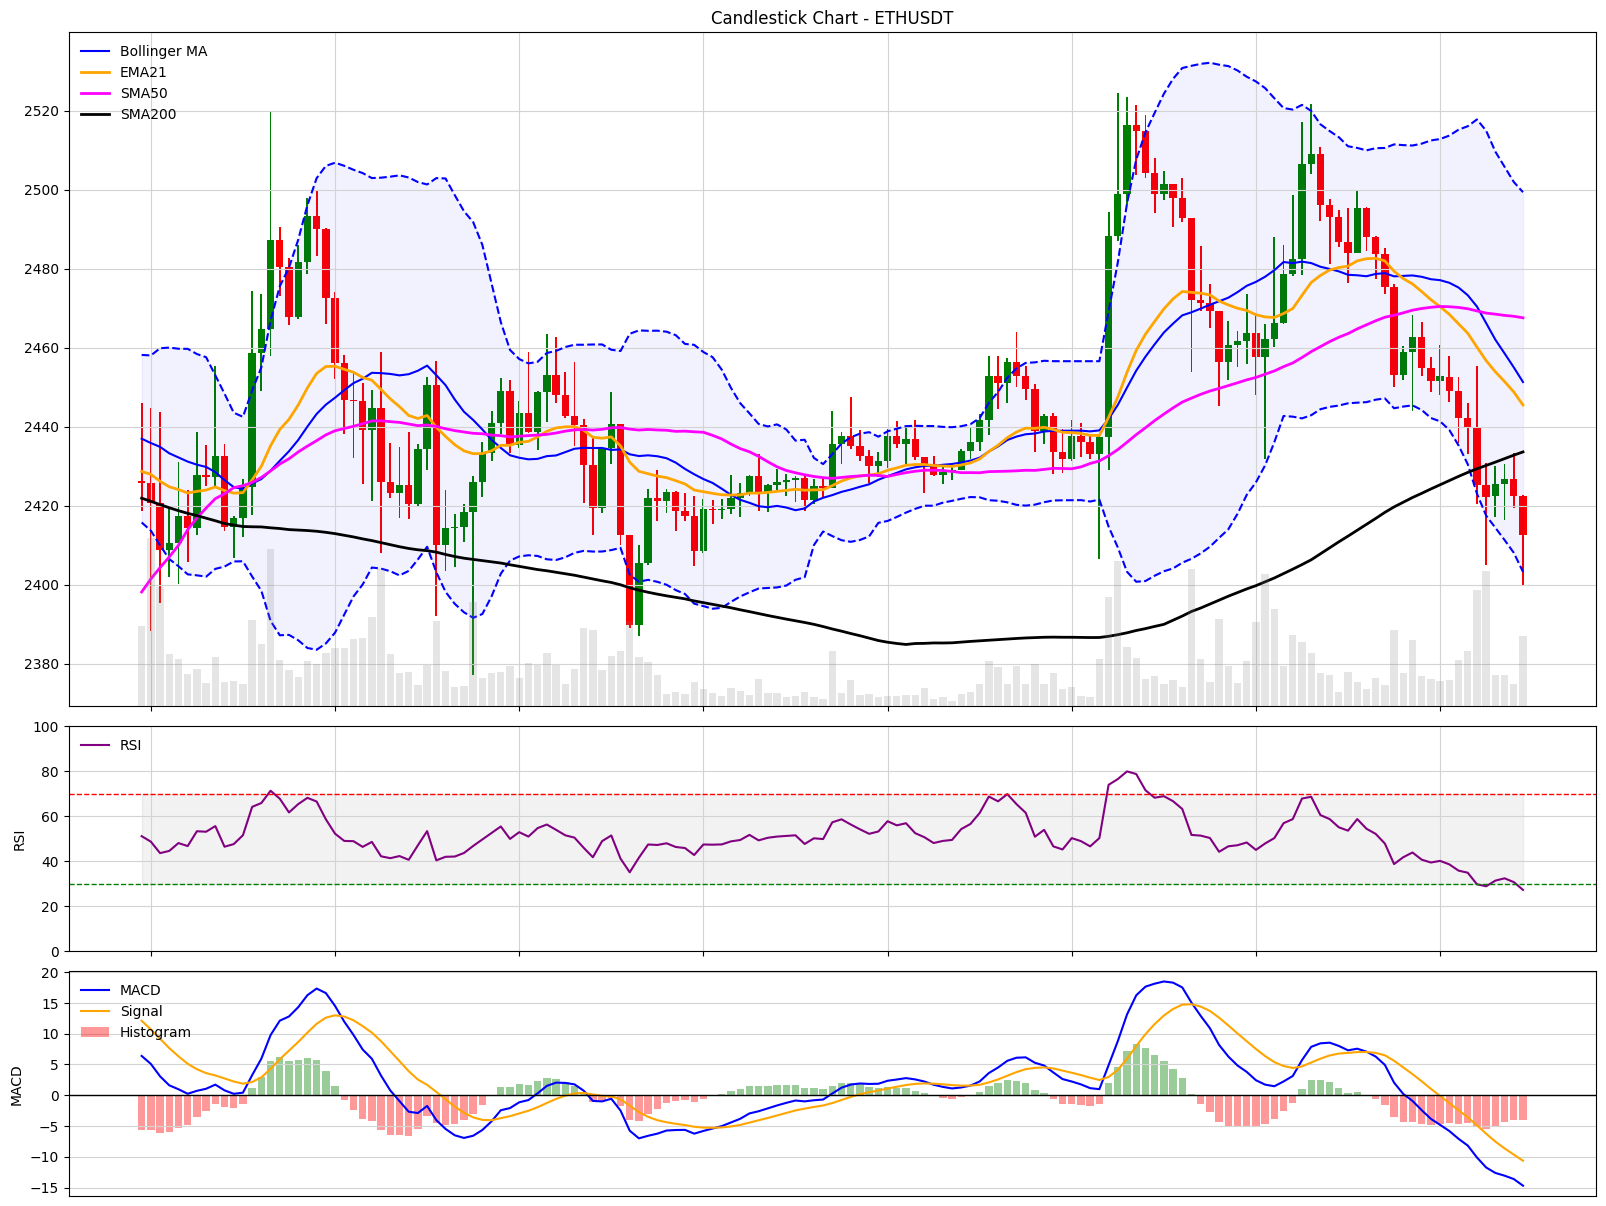 Candlestick Chart - ETHUSDT
Bollinger MA
EMA21
SMA50
SMA200
2520
2500
2480
2460
2440
2420
2400
2380
RSI
100
80
60
40
20
0
RSI
MACD
Signal
Histogram
20
15
10
5
0
−5
−10
−15
MACD